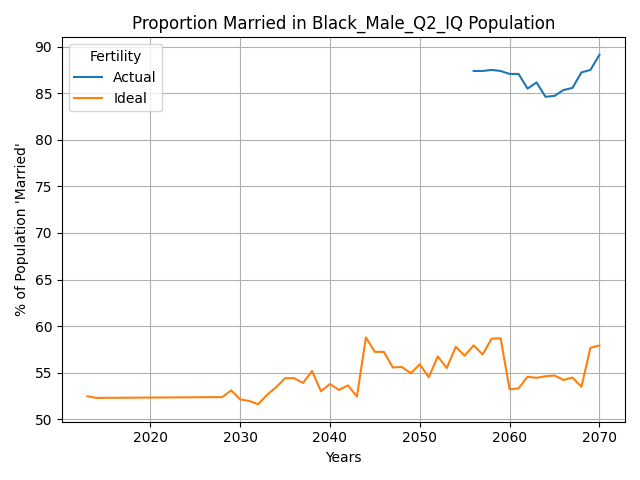 Proportion Married in Black_Male_Q2_IQ Population
Fertility
Actual
Ideal
% of Population 'Married'
90
85
80
75
70
65
60
55
50
2020
2030
2040
2050
2060
2070
Years